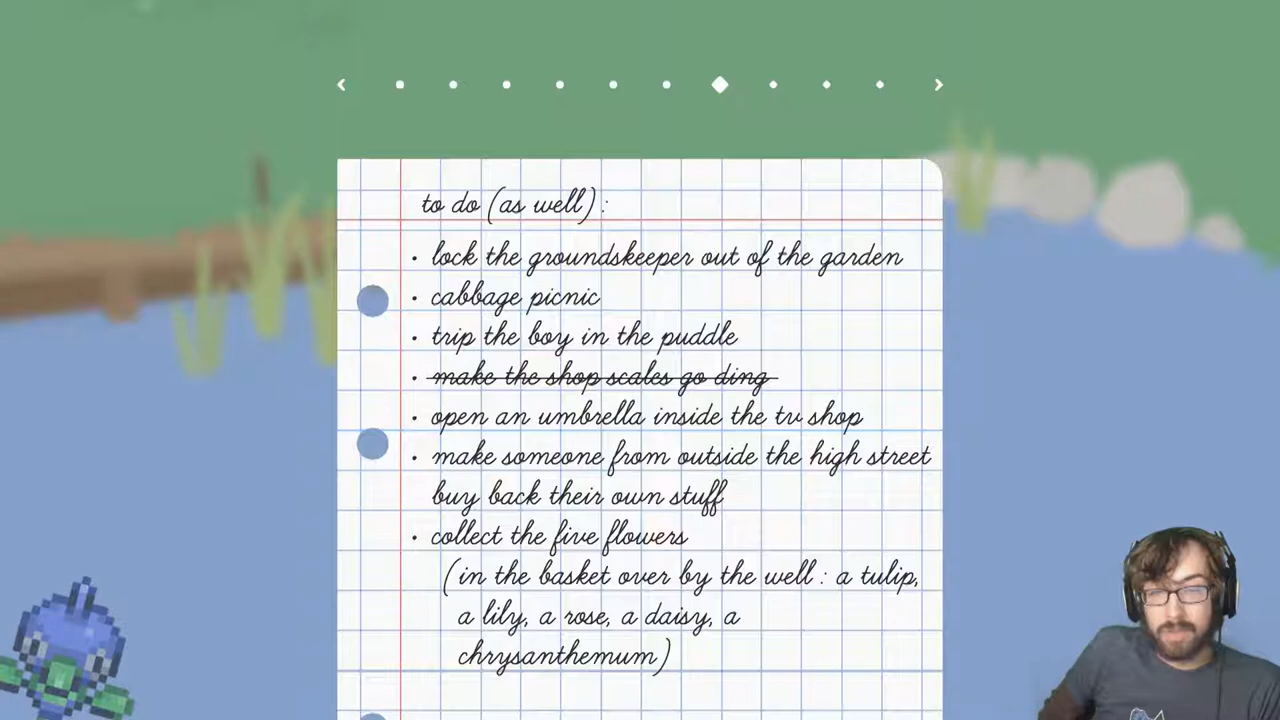 to do (as well):
• lock the groundskeeper out of the garden
• cabbage picnic
• trip the boy in the puddle
• make the shop scales go ding
• open an umbrella inside the tv shop
• make someone from outside the high street
buy back their own stuff
• collect the five flowers
(in the basket over by the well : a tulip,
a lily, a rose, a daisy, a
chrysanthemum)